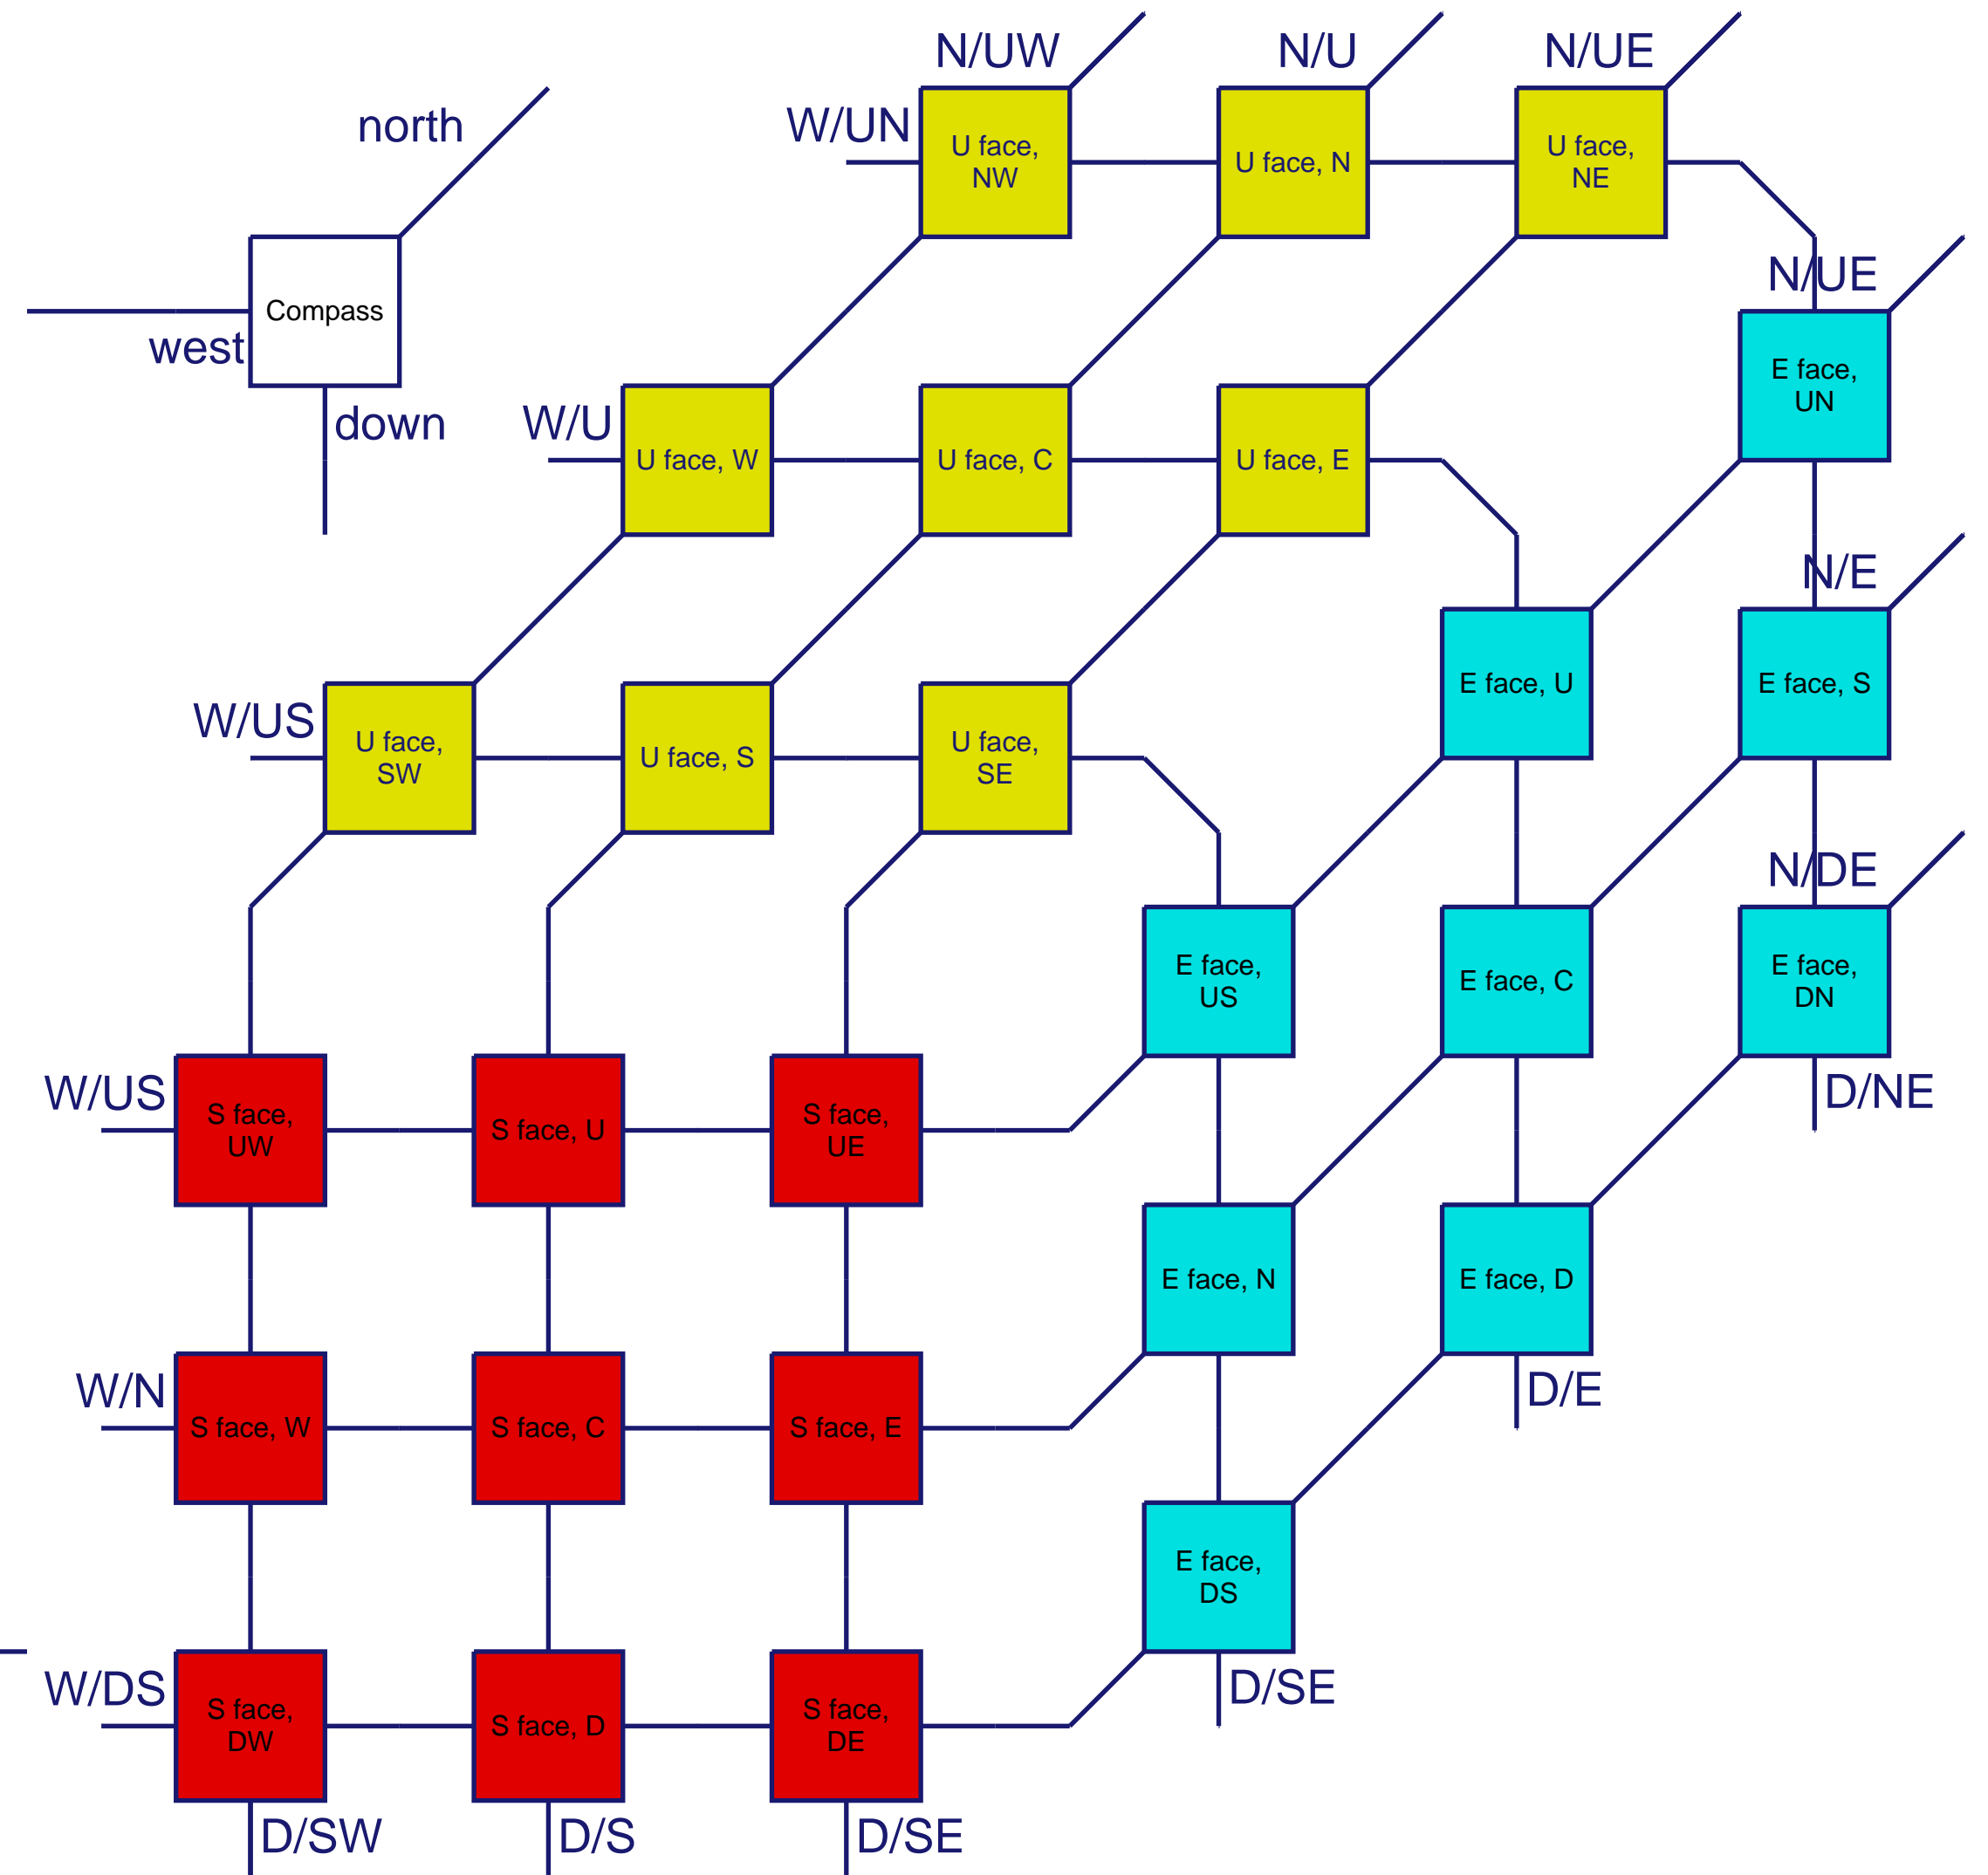 N/UW
N/U
N/UE
north
W/UN
U face,
NW
U face, N
U face,
NE
N/UE
Compass
west
down
E face,
UN
W/U
U face, W
U face, C
U face, E
N/E
W/US
U face,
SW
U face, S
U face,
SE
E face, U
E face, S
N/DE
E face,
US
E face, C
E face,
DN
W/US
S face,
UW
S face, U
S face,
UE
D/NE
E face, N
E face, D
W/N
S face, W
S face, C
S face, E
D/E
E face,
DS
W/DS
S face,
DW
S face, D
S face,
DE
D/SE
D/SW
D/S
D/SE